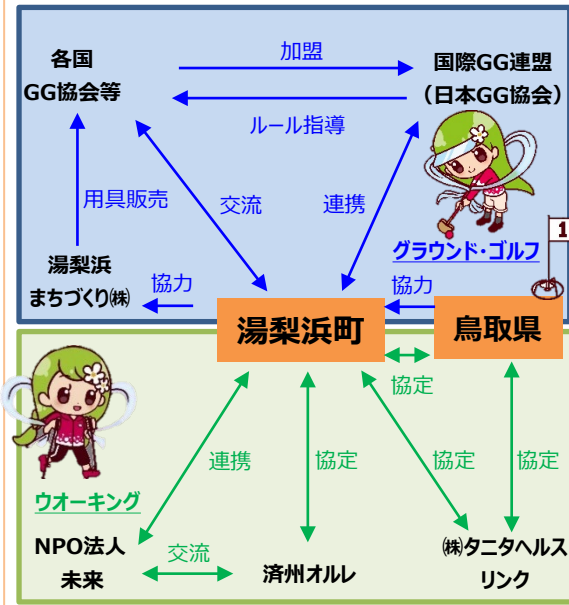 各国
GG協会等
加盟
国際GG連盟
(日本GG協会)
ルール指導
用具販売
交流
連携
グラウンド・ゴルフ
1
湯梨浜
まちづくり㈱
協力
協力
湯梨浜町
鳥取県
協定
連携
協定
協定
協定
ウオーキング
NPO法人
未来
交流
済州オルレ
㈱タニタヘルス
リンク